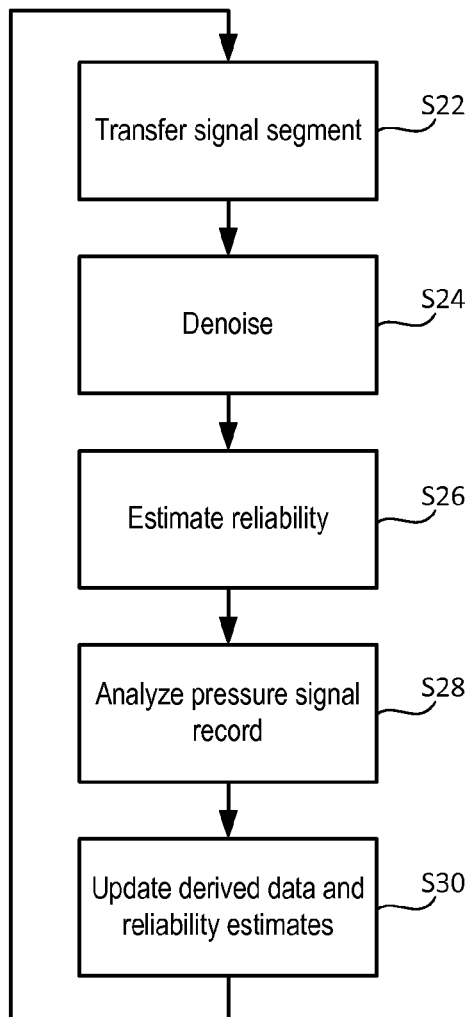 Transfer signal segment
S22
Denoise
S24
Estimate reliability
S26
Analyze pressure signal
record
S28
Update derived data and
reliability estimates
S30